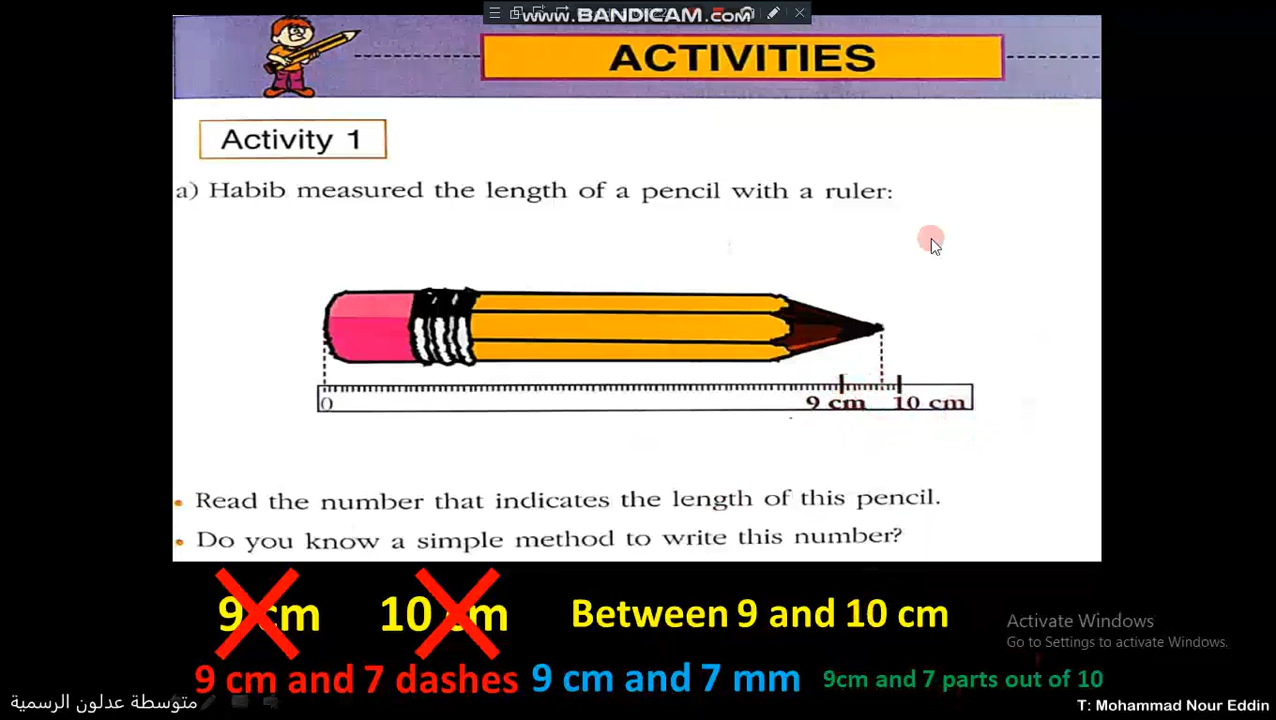 www.BANDICAM.com
ACTIVITIES
Activity 1
a) Habib measured the length of a pencil with a ruler:
0 9 cm 10 cm
• Read the number that indicates the length of this pencil.
• Do you know a simple method to write this number?
9 cm 10 cm Between 9 and 10 cm
Activate Windows
Go to Settings to activate Windows.
9 cm and 7 dashes 9 cm and 7 mm 9cm and 7 parts out of 10
متوسطة عدلون الرسمية
T: Mohammad Nour Eddin